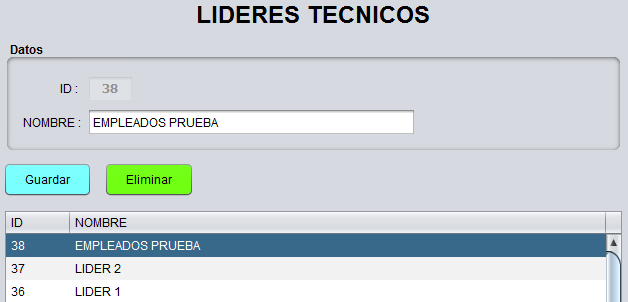 LIDERES TECNICOS
Datos
ID : 38
NOMBRE : EMPLEADOS PRUEBA
Guardar Eliminar
ID NOMBRE
38 EMPLEADOS PRUEBA
37 LIDER 2
36 LIDER 1